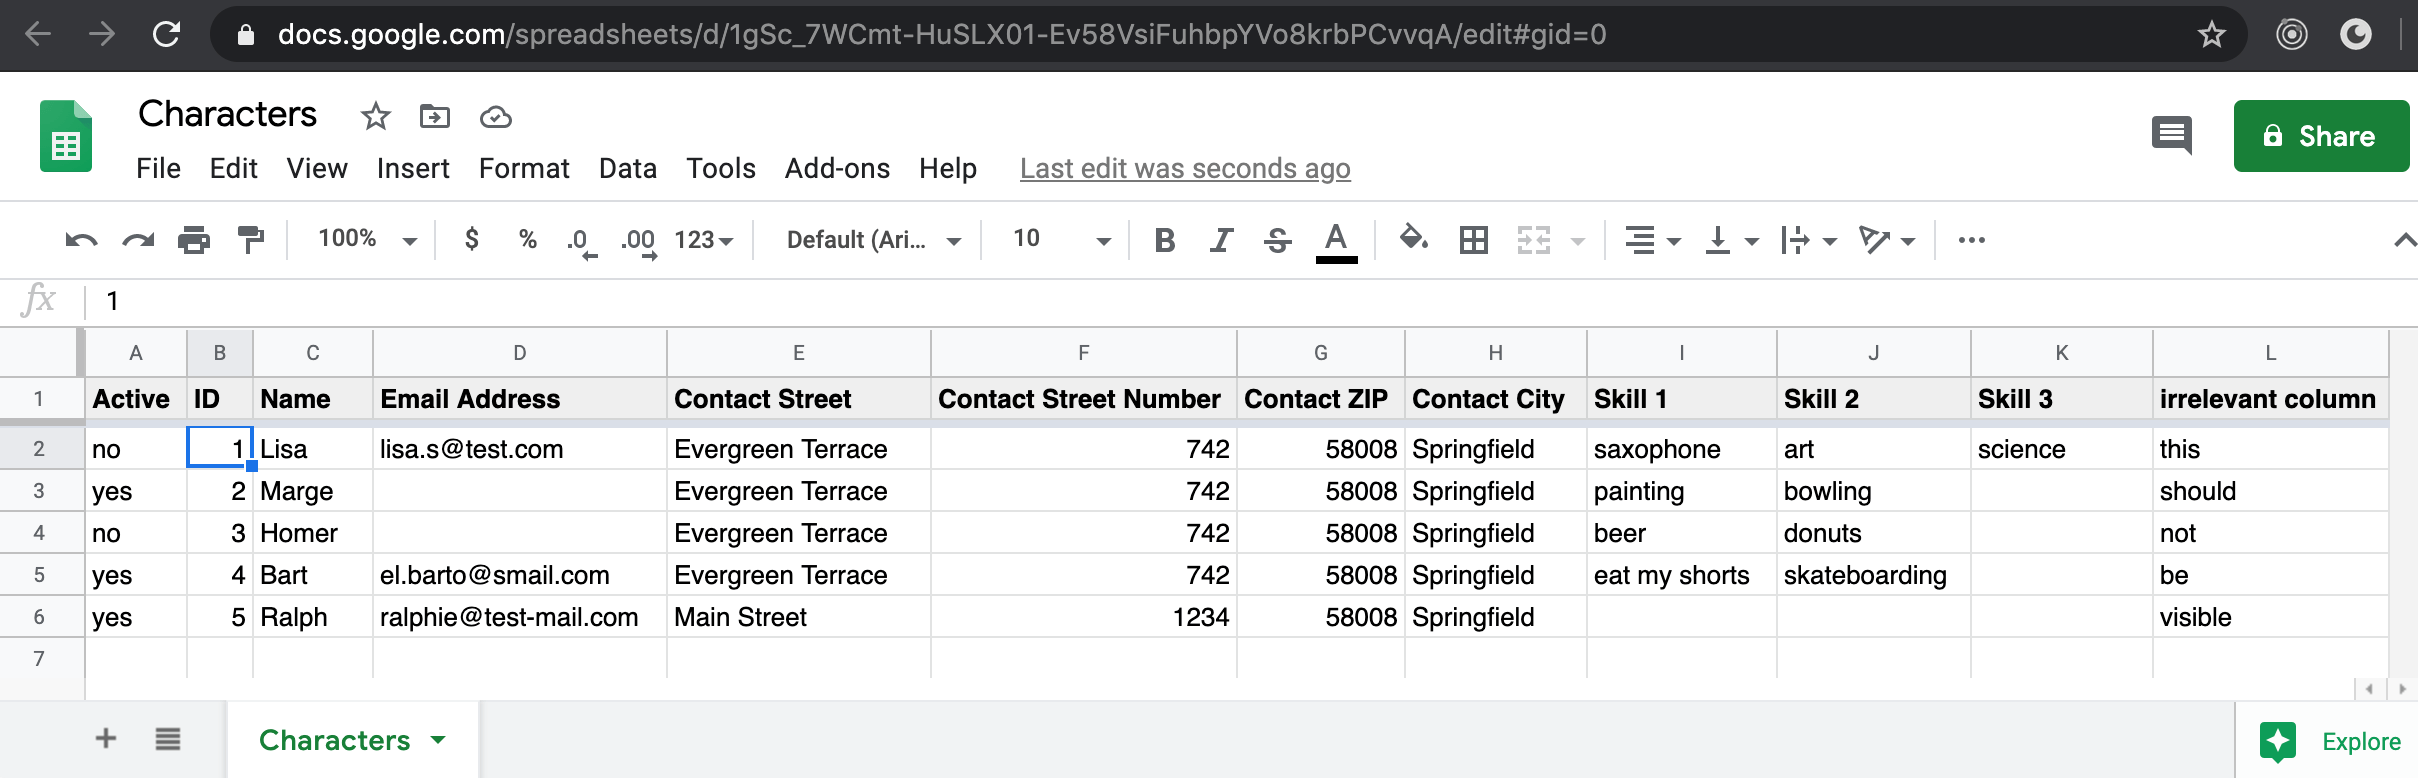 docs.google.com/spreadsheets/d/1gSc_7WCmt-HuSLX01-Ev58VsiFuhbpYVo8krbPCvvqA/edit#gid=0
Characters
Share
File Edit View Insert Format Data Tools Add-ons Help Last edit was seconds ago
100% $ % .0 .00 123 Default (Ari... 10 B I S A
fx 1
A B C D E F G H I J K L
1 Active ID Name Email Address Contact Street Contact Street Number Contact ZIP Contact City Skill 1 Skill 2 Skill 3 irrelevant column
2 no 1 Lisa lisa.s@test.com Evergreen Terrace 742 58008 Springfield saxophone art science this
3 yes 2 Marge Evergreen Terrace 742 58008 Springfield painting bowling should
4 no 3 Homer Evergreen Terrace 742 58008 Springfield beer donuts not
5 yes 4 Bart el.barto@smail.com Evergreen Terrace 742 58008 Springfield eat my shorts skateboarding be
6 yes 5 Ralph ralphie@test-mail.com Main Street 1234 58008 Springfield visible
7
Characters
Explore